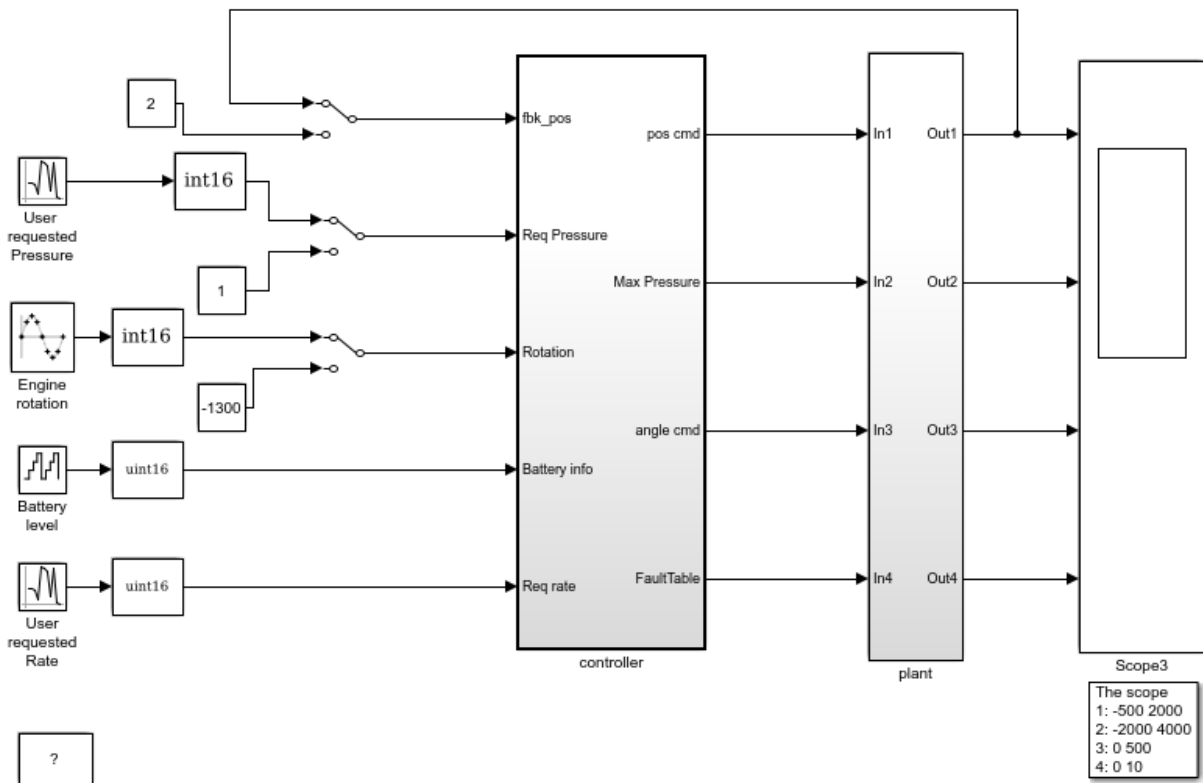 2
fbk_pos
pos cmd
In1
Out1
int16
User
requested
Pressure
Req Pressure
1
Max Pressure
In2
Out2
int16
Engine
rotation
Rotation
-1300
angle cmd
In3
Out3
uint16
Battery info
Battery
level
uint16
Req rate
FaultTable
In4
Out4
User
requested
Rate
controller
plant
Scope3
The scope
1: -500 2000
2: -2000 4000
3: 0 500
4: 0 10
?